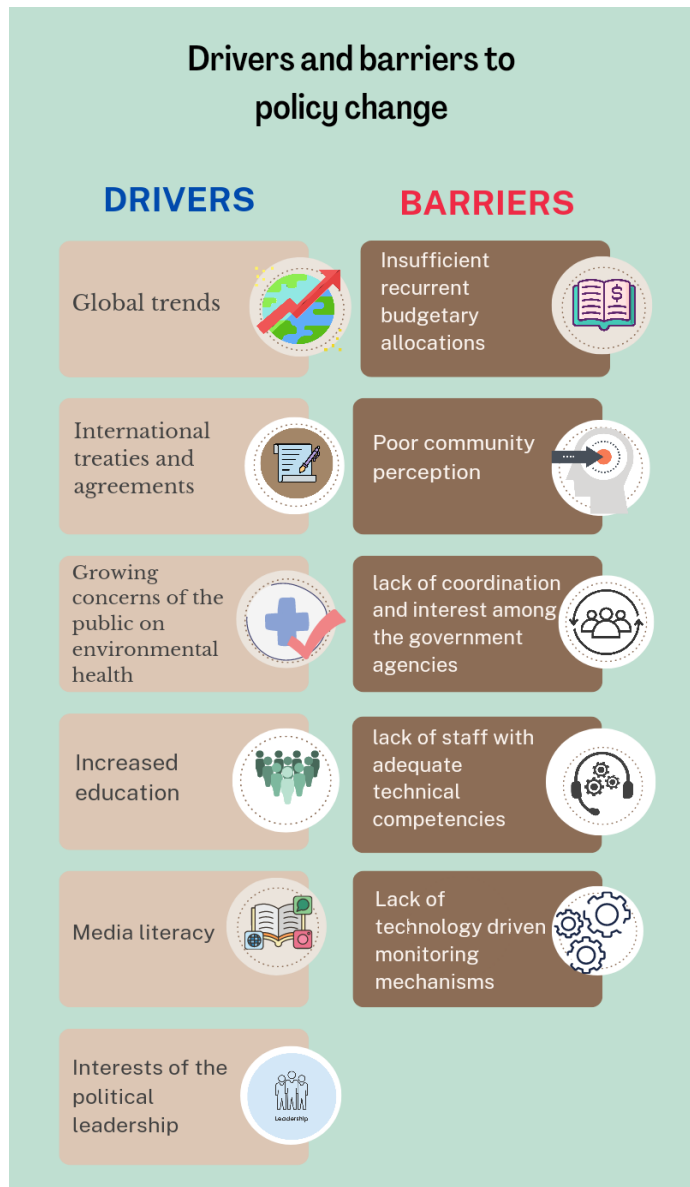 Drivers and barriers to
policy change
DRIVERS
Global trends
International
treaties and
agreements
Growing
concerns of the
public on
environmental
health
Increased
education
Media literacy
Interests of the
political
leadership
Leadership
BARRIERS
Insufficient
recurrent
budgetary
allocations
$
Poor community
perception
lack of coordination
and interest among
the government
agencies
lack of staff with
adequate
technical
competencies
Lack of
technology driven
monitoring
mechanisms